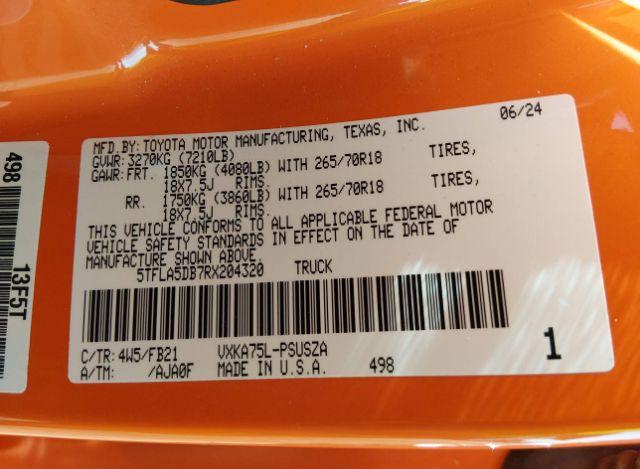 06/24
MFD.BY: TOYOTA MOTOR MANUFACTURING, TEXAS, INC.
GVWR: 3270KG (7210LB)
GAWR: FRT. 1850KG (4080LB) WITH 265/70R18 TIRES,
18X7.5J RIMS.
RR. 1750KG (3860LB) WITH 265/70R18 TIRES,
18X7.5J RIMS.
THIS VEHICLE CONFORMS TO ALL APPLICABLE FEDERAL MOTOR
VEHICLE SAFETY STANDARDS IN EFFECT ON THE DATE OF
MANUFACTURE SHOWN ABOVE.
5TFLA5DB7RX204320 TRUCK
C/TR: 4W5/FB21 VXKA75L-PSUSZA 1
A/TM: /AJA0F MADE IN U.S.A. 498
498 13F5T